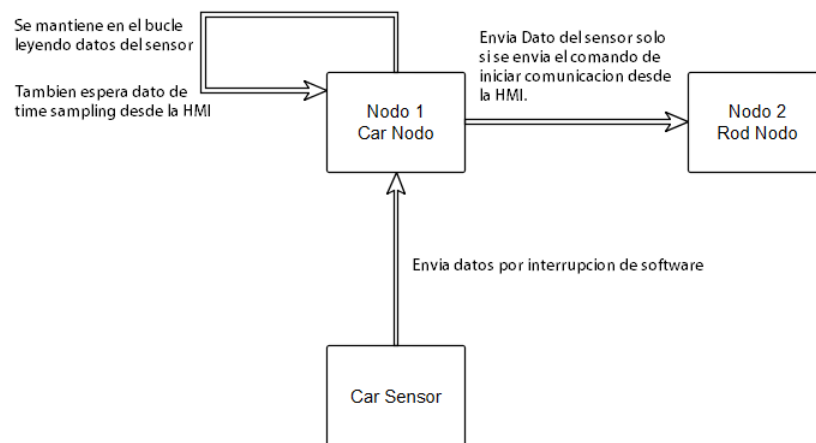 Se mantiene en el bucle
leyendo datos del sensor
Tambien espera dato de
time sampling desde la HMI
Envia Dato del sensor solo
si se envia el comando de
iniciar comunicacion desde
la HMI.
Nodo 1
Car Nodo
Nodo 2
Rod Nodo
Envia datos por interrupcion de software
Car Sensor